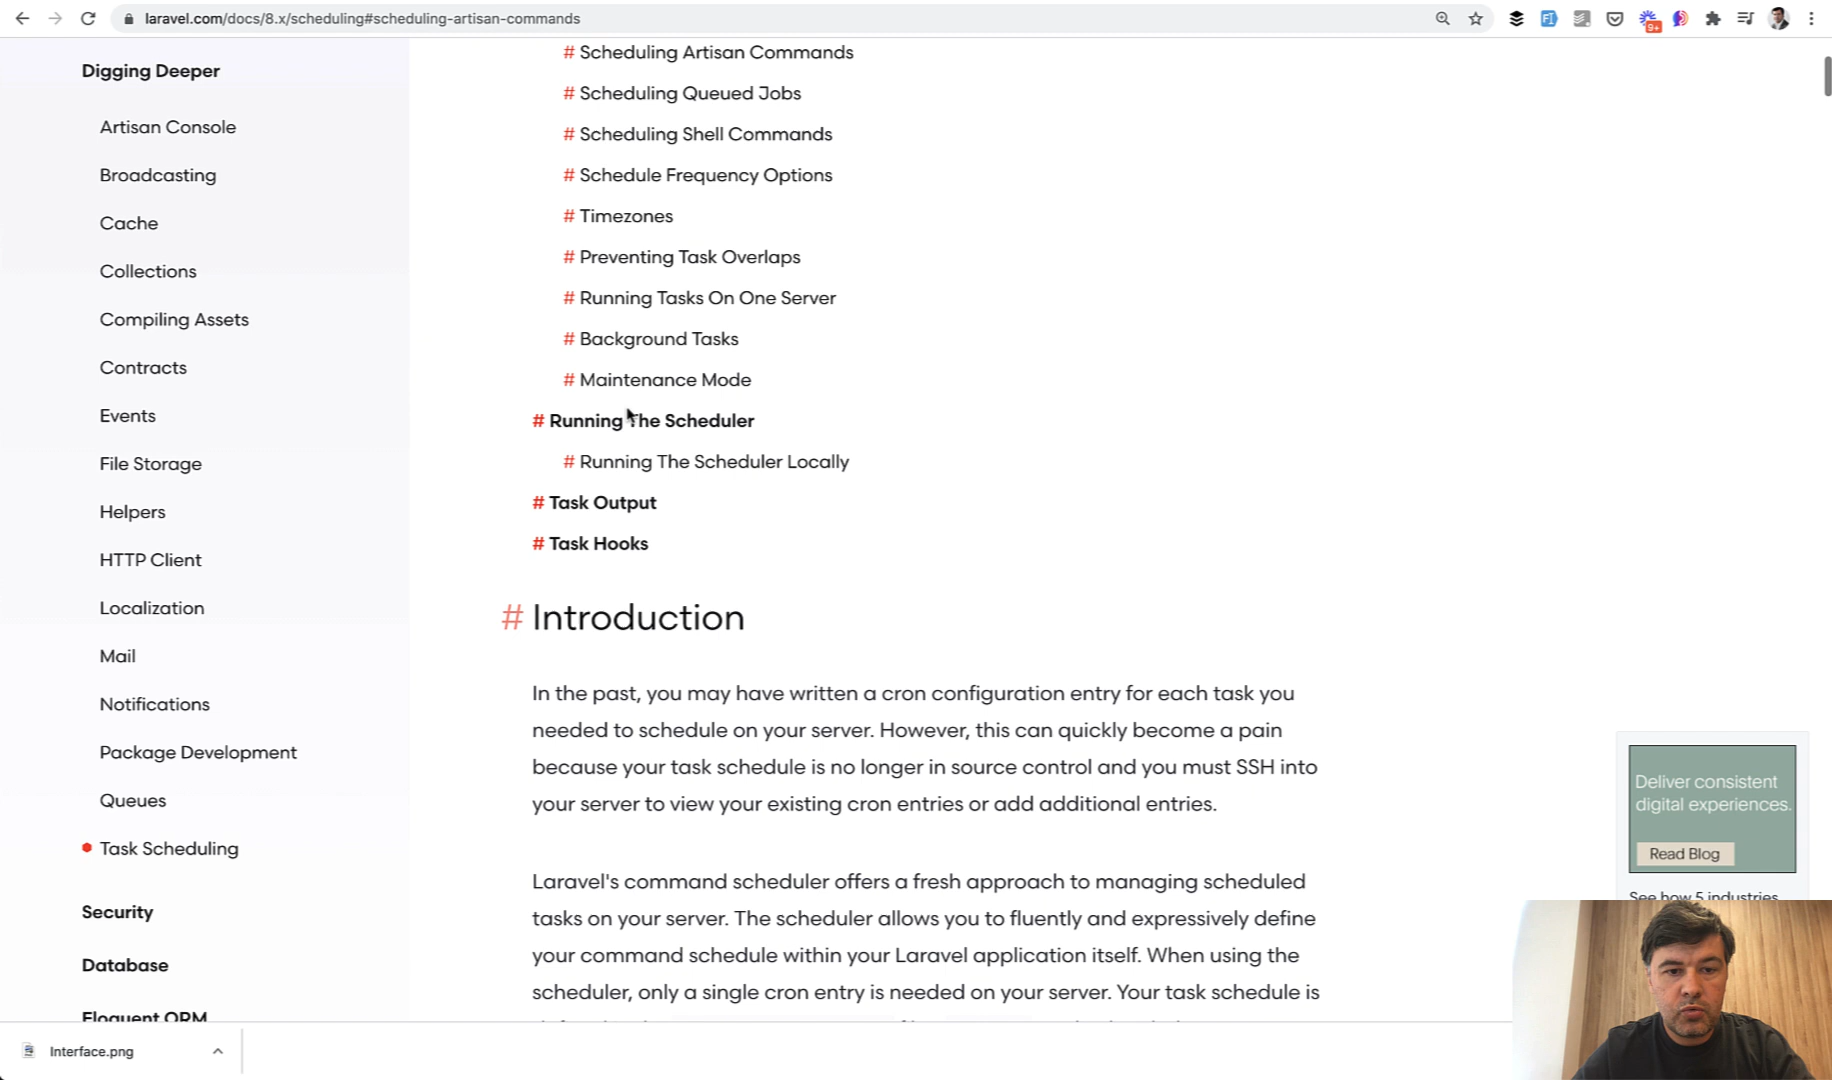 laravel.com/docs/8.x/scheduling#scheduling-artisan-commands
9+
Digging Deeper
Artisan Console
Broadcasting
Cache
Collections
Compiling Assets
Contracts
Events
File Storage
Helpers
HTTP Client
Localization
Mail
Notifications
Package Development
Queues
Task Scheduling
Security
Database
Eloquent ORM
# Scheduling Artisan Commands
# Scheduling Queued Jobs
# Scheduling Shell Commands
# Schedule Frequency Options
# Timezones
# Preventing Task Overlaps
# Running Tasks On One Server
# Background Tasks
# Maintenance Mode
# Running The Scheduler
# Running The Scheduler Locally
# Task Output
# Task Hooks
# Introduction
In the past, you may have written a cron configuration entry for each task you
needed to schedule on your server. However, this can quickly become a pain
because your task schedule is no longer in source control and you must SSH into
your server to view your existing cron entries or add additional entries.
Laravel's command scheduler offers a fresh approach to managing scheduled
tasks on your server. The scheduler allows you to fluently and expressively define
your command schedule within your Laravel application itself. When using the
scheduler, only a single cron entry is needed on your server. Your task schedule is
Deliver consistent
digital experiences.
Read Blog
See how 5 industries
Interface.png